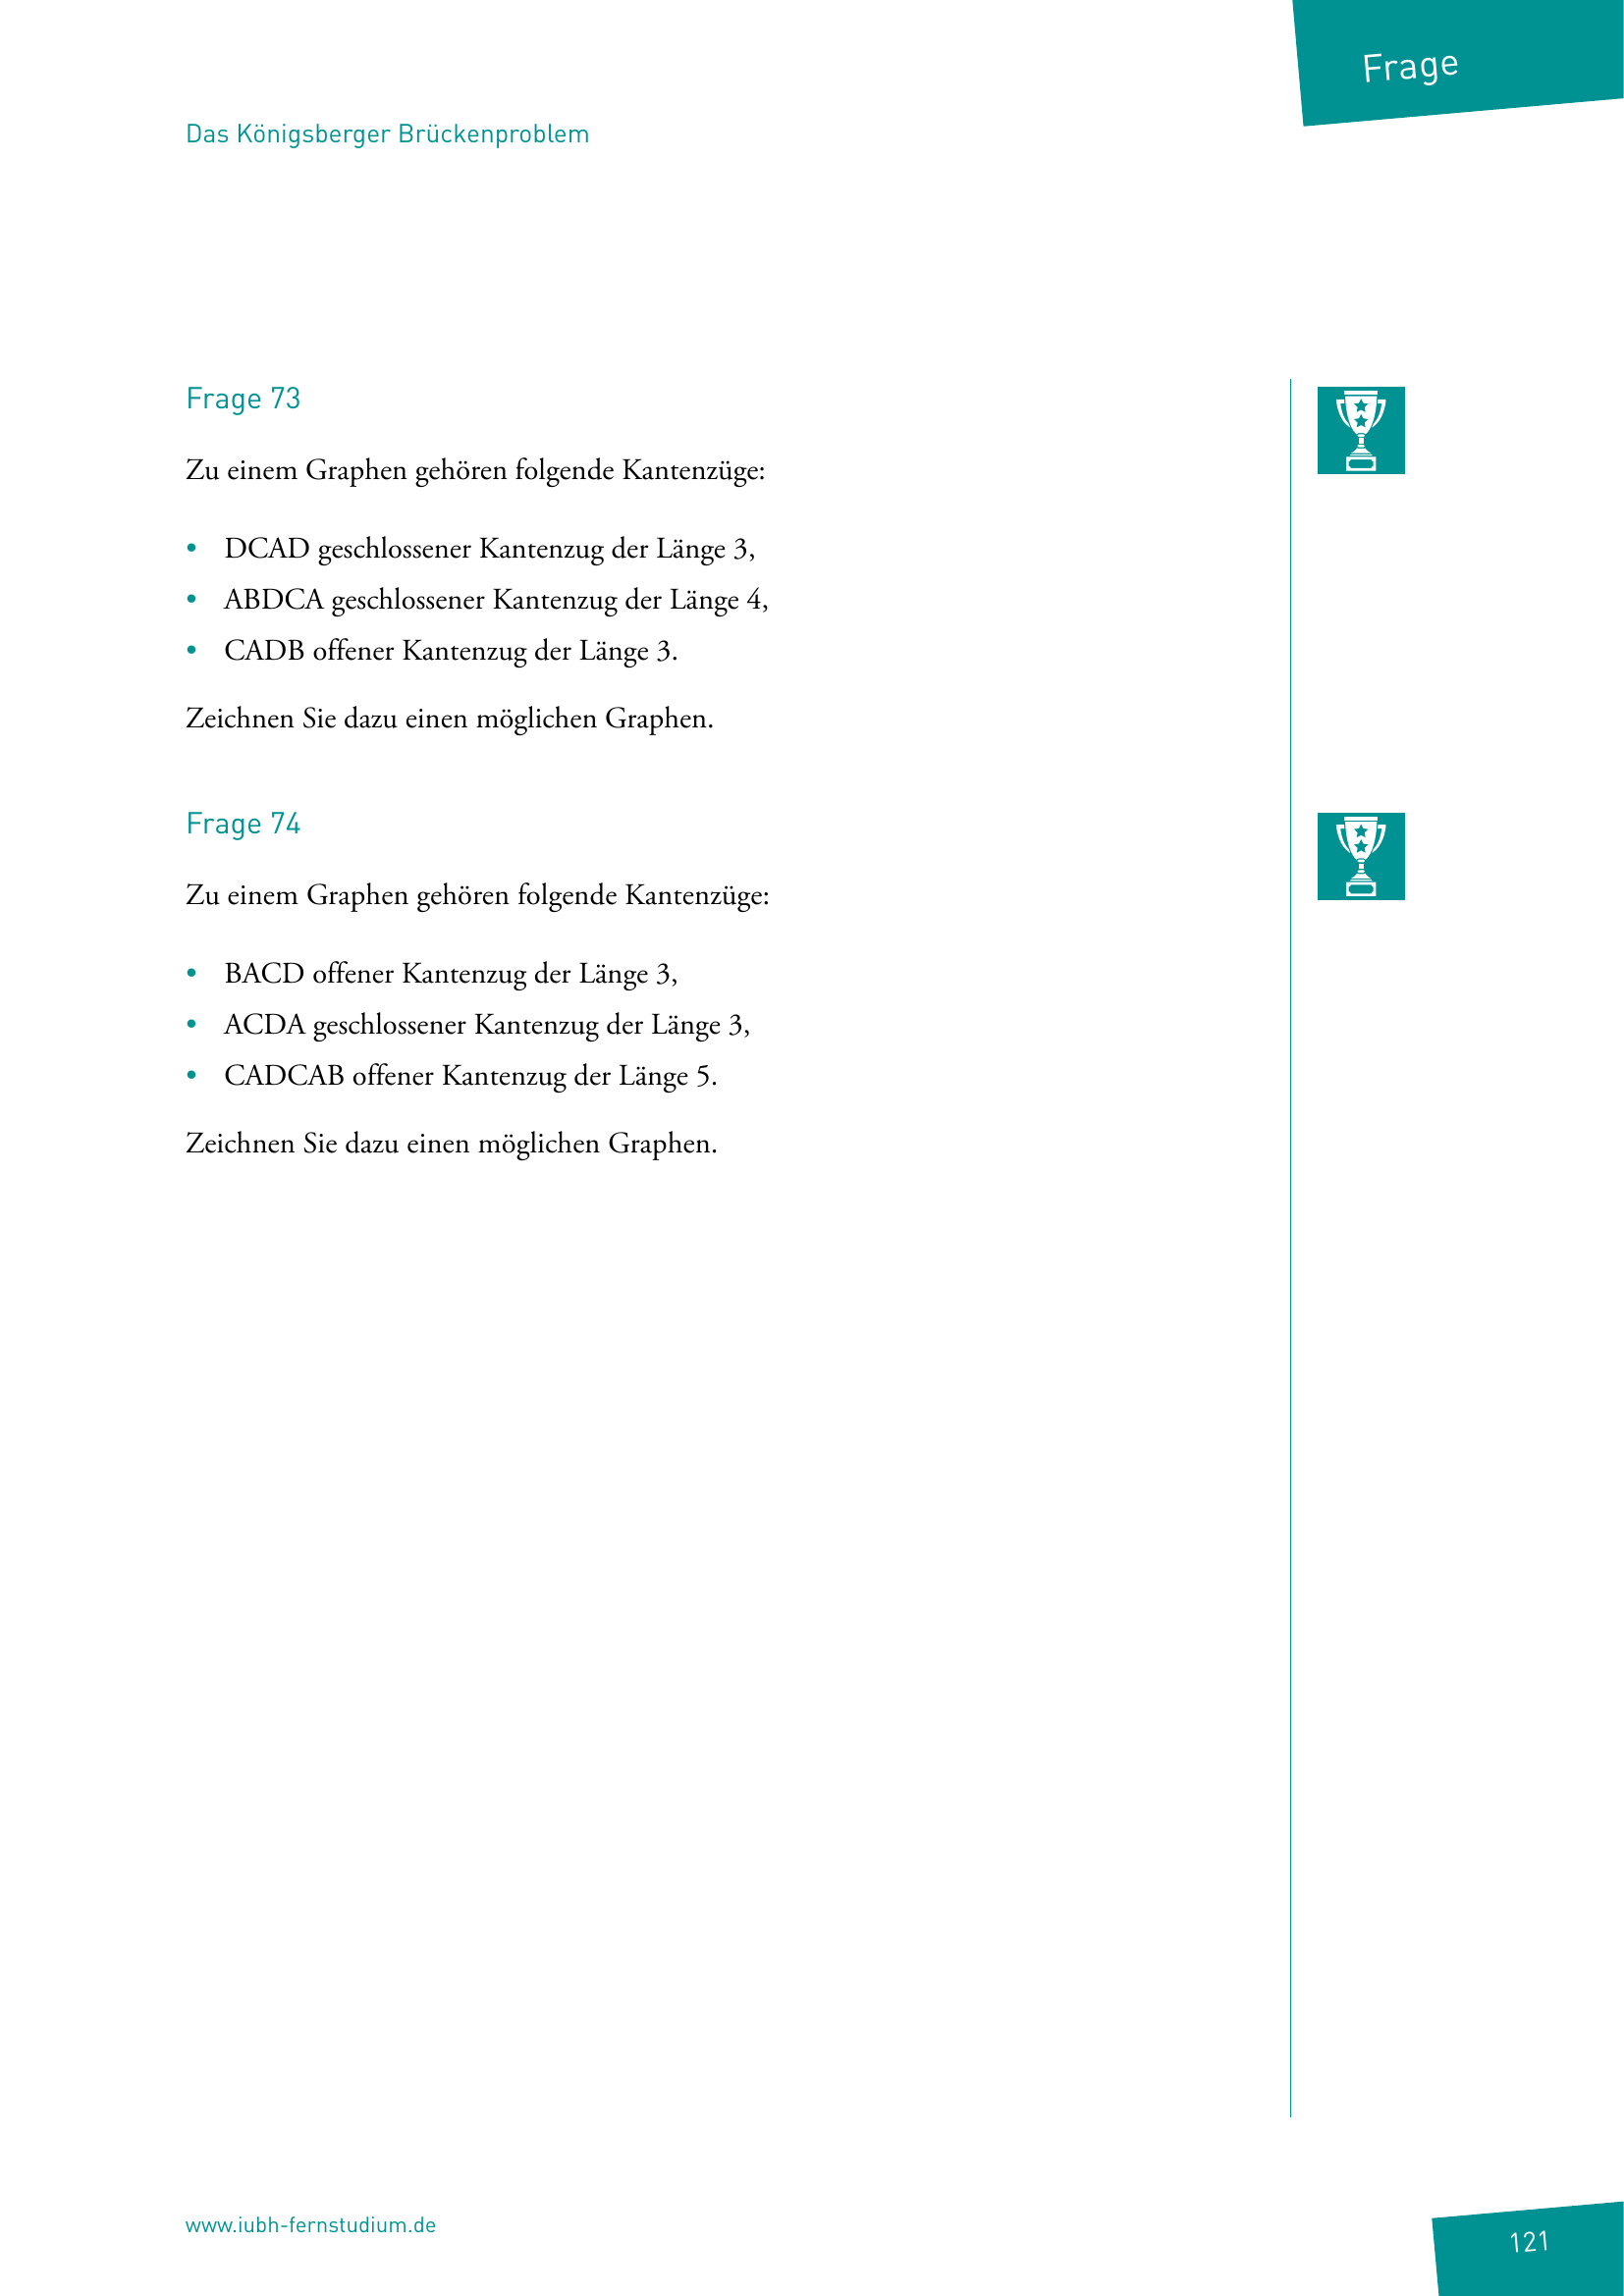 Frage
Das Königsberger Brückenproblem
Frage 73
Zu einem Graphen gehören folgende Kantenzüge:
• DCAD geschlossener Kantenzug der Länge 3,
• ABDCA geschlossener Kantenzug der Länge 4,
• CADB offener Kantenzug der Länge 3.
Zeichnen Sie dazu einen möglichen Graphen.
Frage 74
Zu einem Graphen gehören folgende Kantenzüge:
• BACD offener Kantenzug der Länge 3,
• ACDA geschlossener Kantenzug der Länge 3,
• CADCAB offener Kantenzug der Länge 5.
Zeichnen Sie dazu einen möglichen Graphen.
www.iubh-fernstudium.de
121